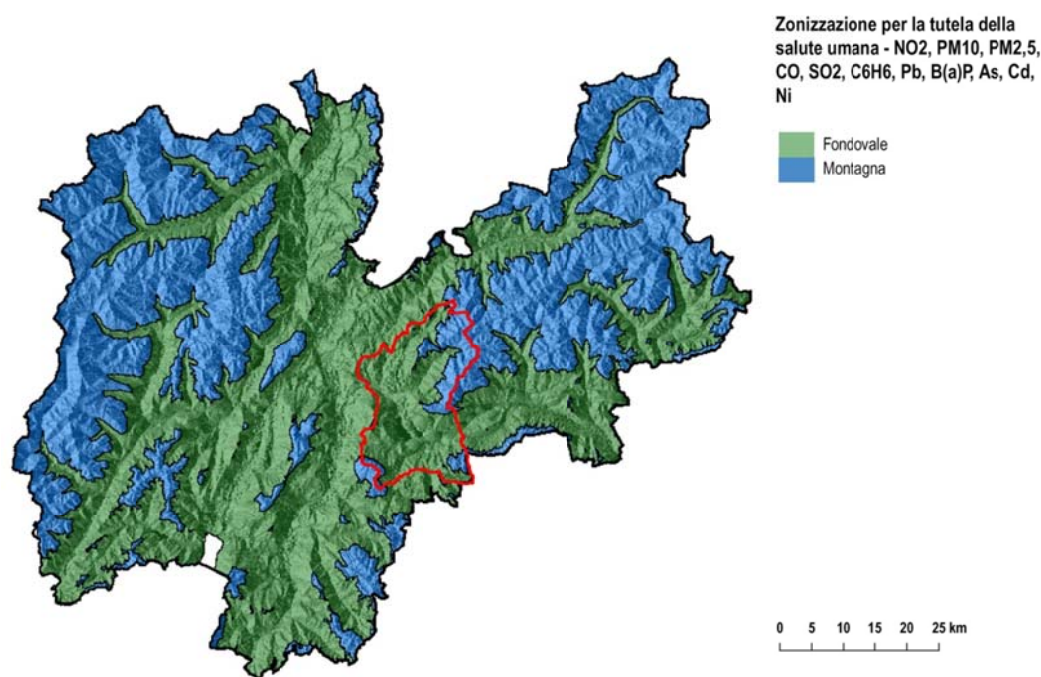 Zonizzazione per la tutela della
salute umana - NO2, PM10, PM2,5,
CO, SO2, C6H6, Pb, B(a)P, As, Cd,
Ni
Fondovale
Montagna
0 5 10 15 20 25 km